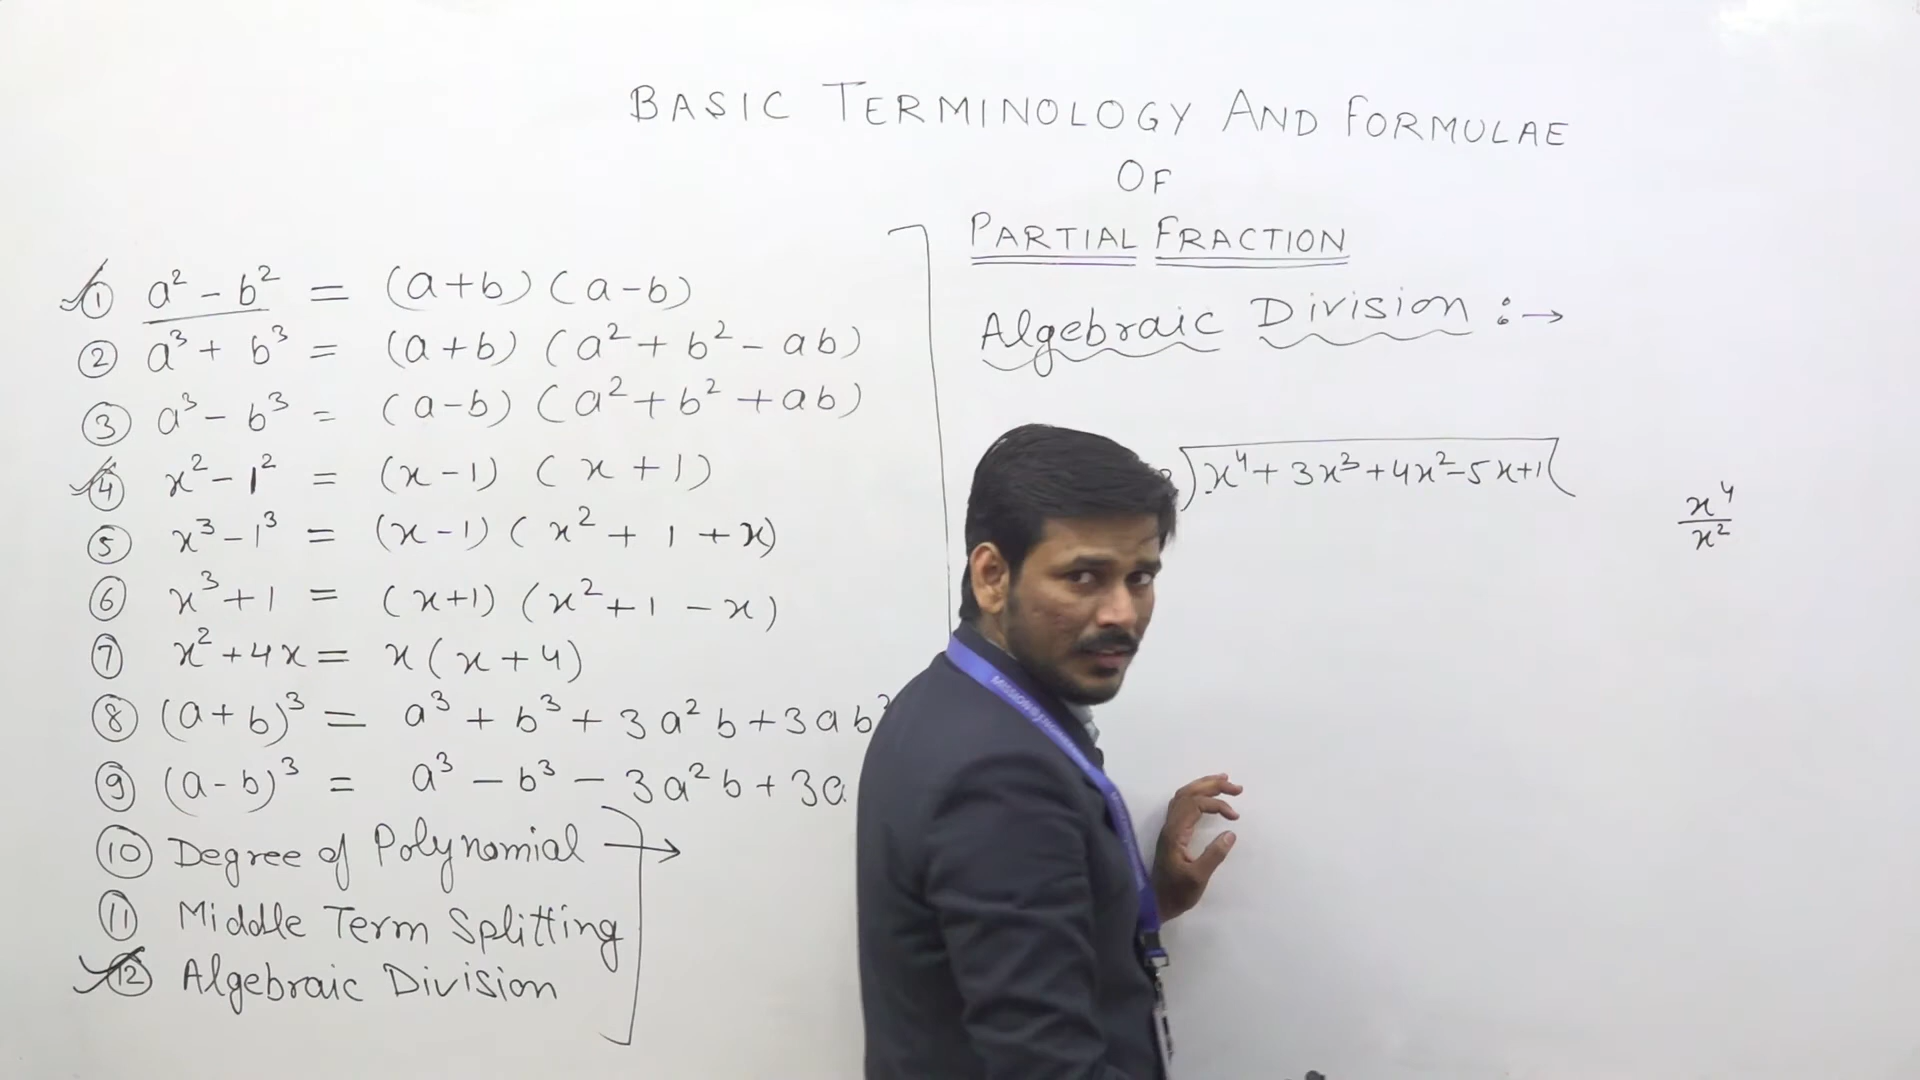 BASIC TERMINOLOGY AND FORMULAE
OF
PARTIAL FRACTION
① a² - b² = (a+b) (a-b)
② a³ + b³ = (a+b) (a² + b² - ab)
③ a³ - b³ = (a-b) (a² + b² + ab)
④ x² - 1² = (x-1) (x+1)
⑤ x³ - 1³ = (x-1) (x² + 1 + x)
⑥ x³ + 1 = (x+1) (x² + 1 - x)
⑦ x² + 4x = x (x+4)
⑧ (a+b)³ = a³ + b³ + 3a²b + 3ab
⑨ (a-b)³ = a³ - b³ - 3a²b + 3a
⑩ Degree of Polynomial →
⑪ Middle Term Splitting
⑫ Algebraic Division
Algebraic Division :→
) x⁴ + 3x³ + 4x² - 5x + 1 (
x⁴
x²
MISSION